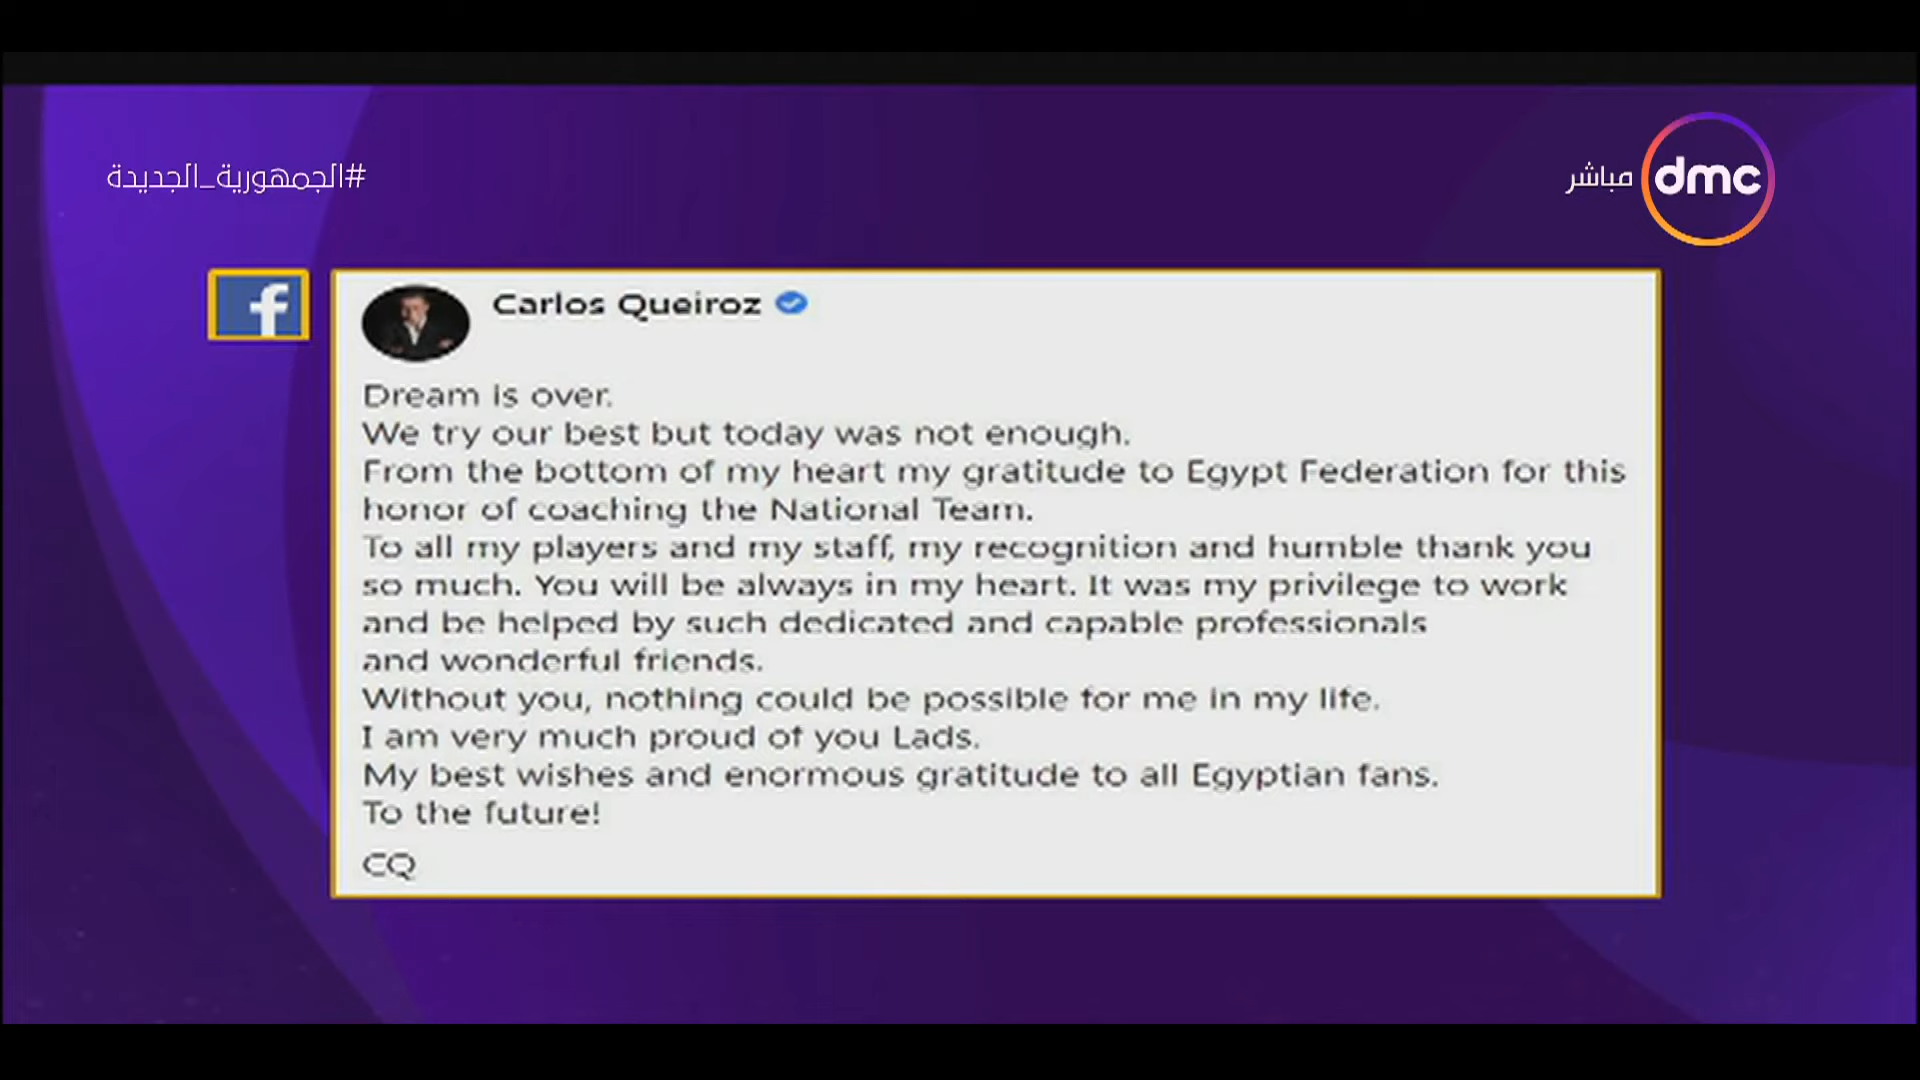 #الجمهورية_الجديدة
مباشر
dmc
f
Carlos Queiroz
Dream is over.
We try our best but today was not enough.
From the bottom of my heart my gratitude to Egypt Federation for this
honor of coaching the National Team.
To all my players and my staff, my recognition and humble thank you
so much. You will be always in my heart. It was my privilege to work
and be helped by such dedicated and capable professionals
and wonderful friends.
Without you, nothing could be possible for me in my life.
I am very much proud of you Lads.
My best wishes and enormous gratitude to all Egyptian fans.
To the future!
CQ